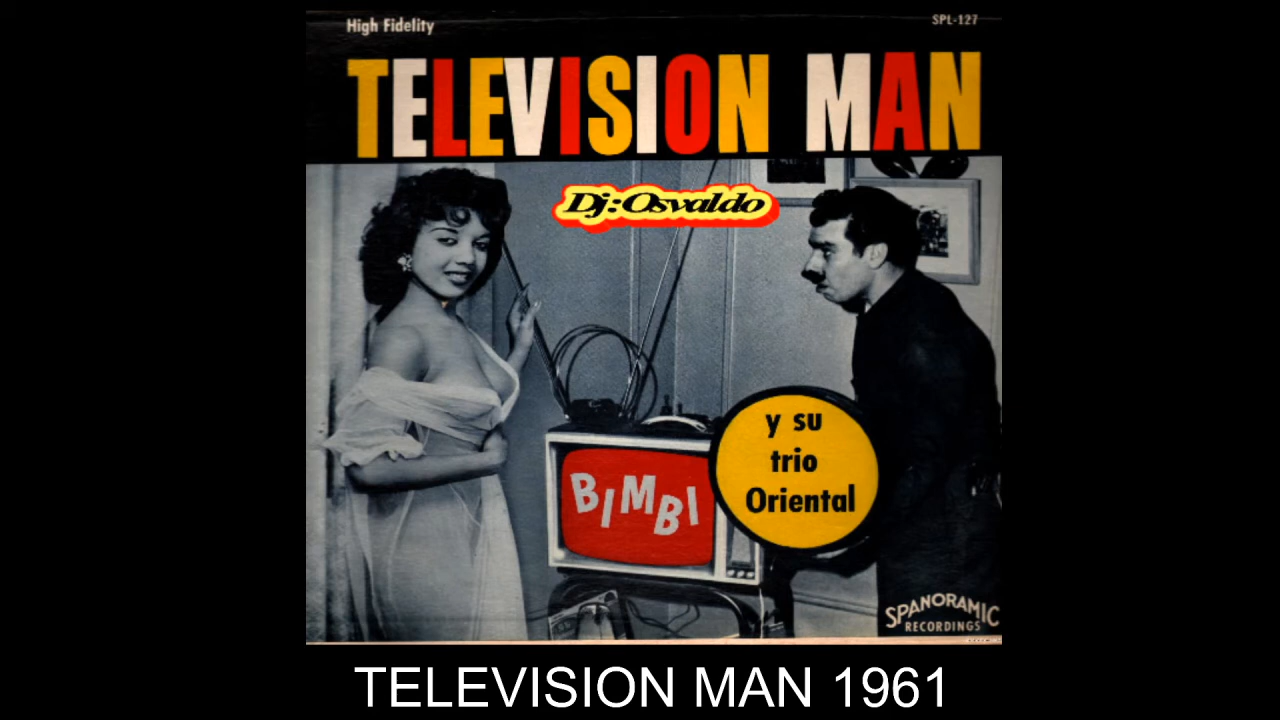 High Fidelity
SPL-127
TELEVISION MAN
Dj:Osvaldo
BIMBI
y su
trio
Oriental
SPANORAMIC
RECORDINGS
TELEVISION MAN 1961